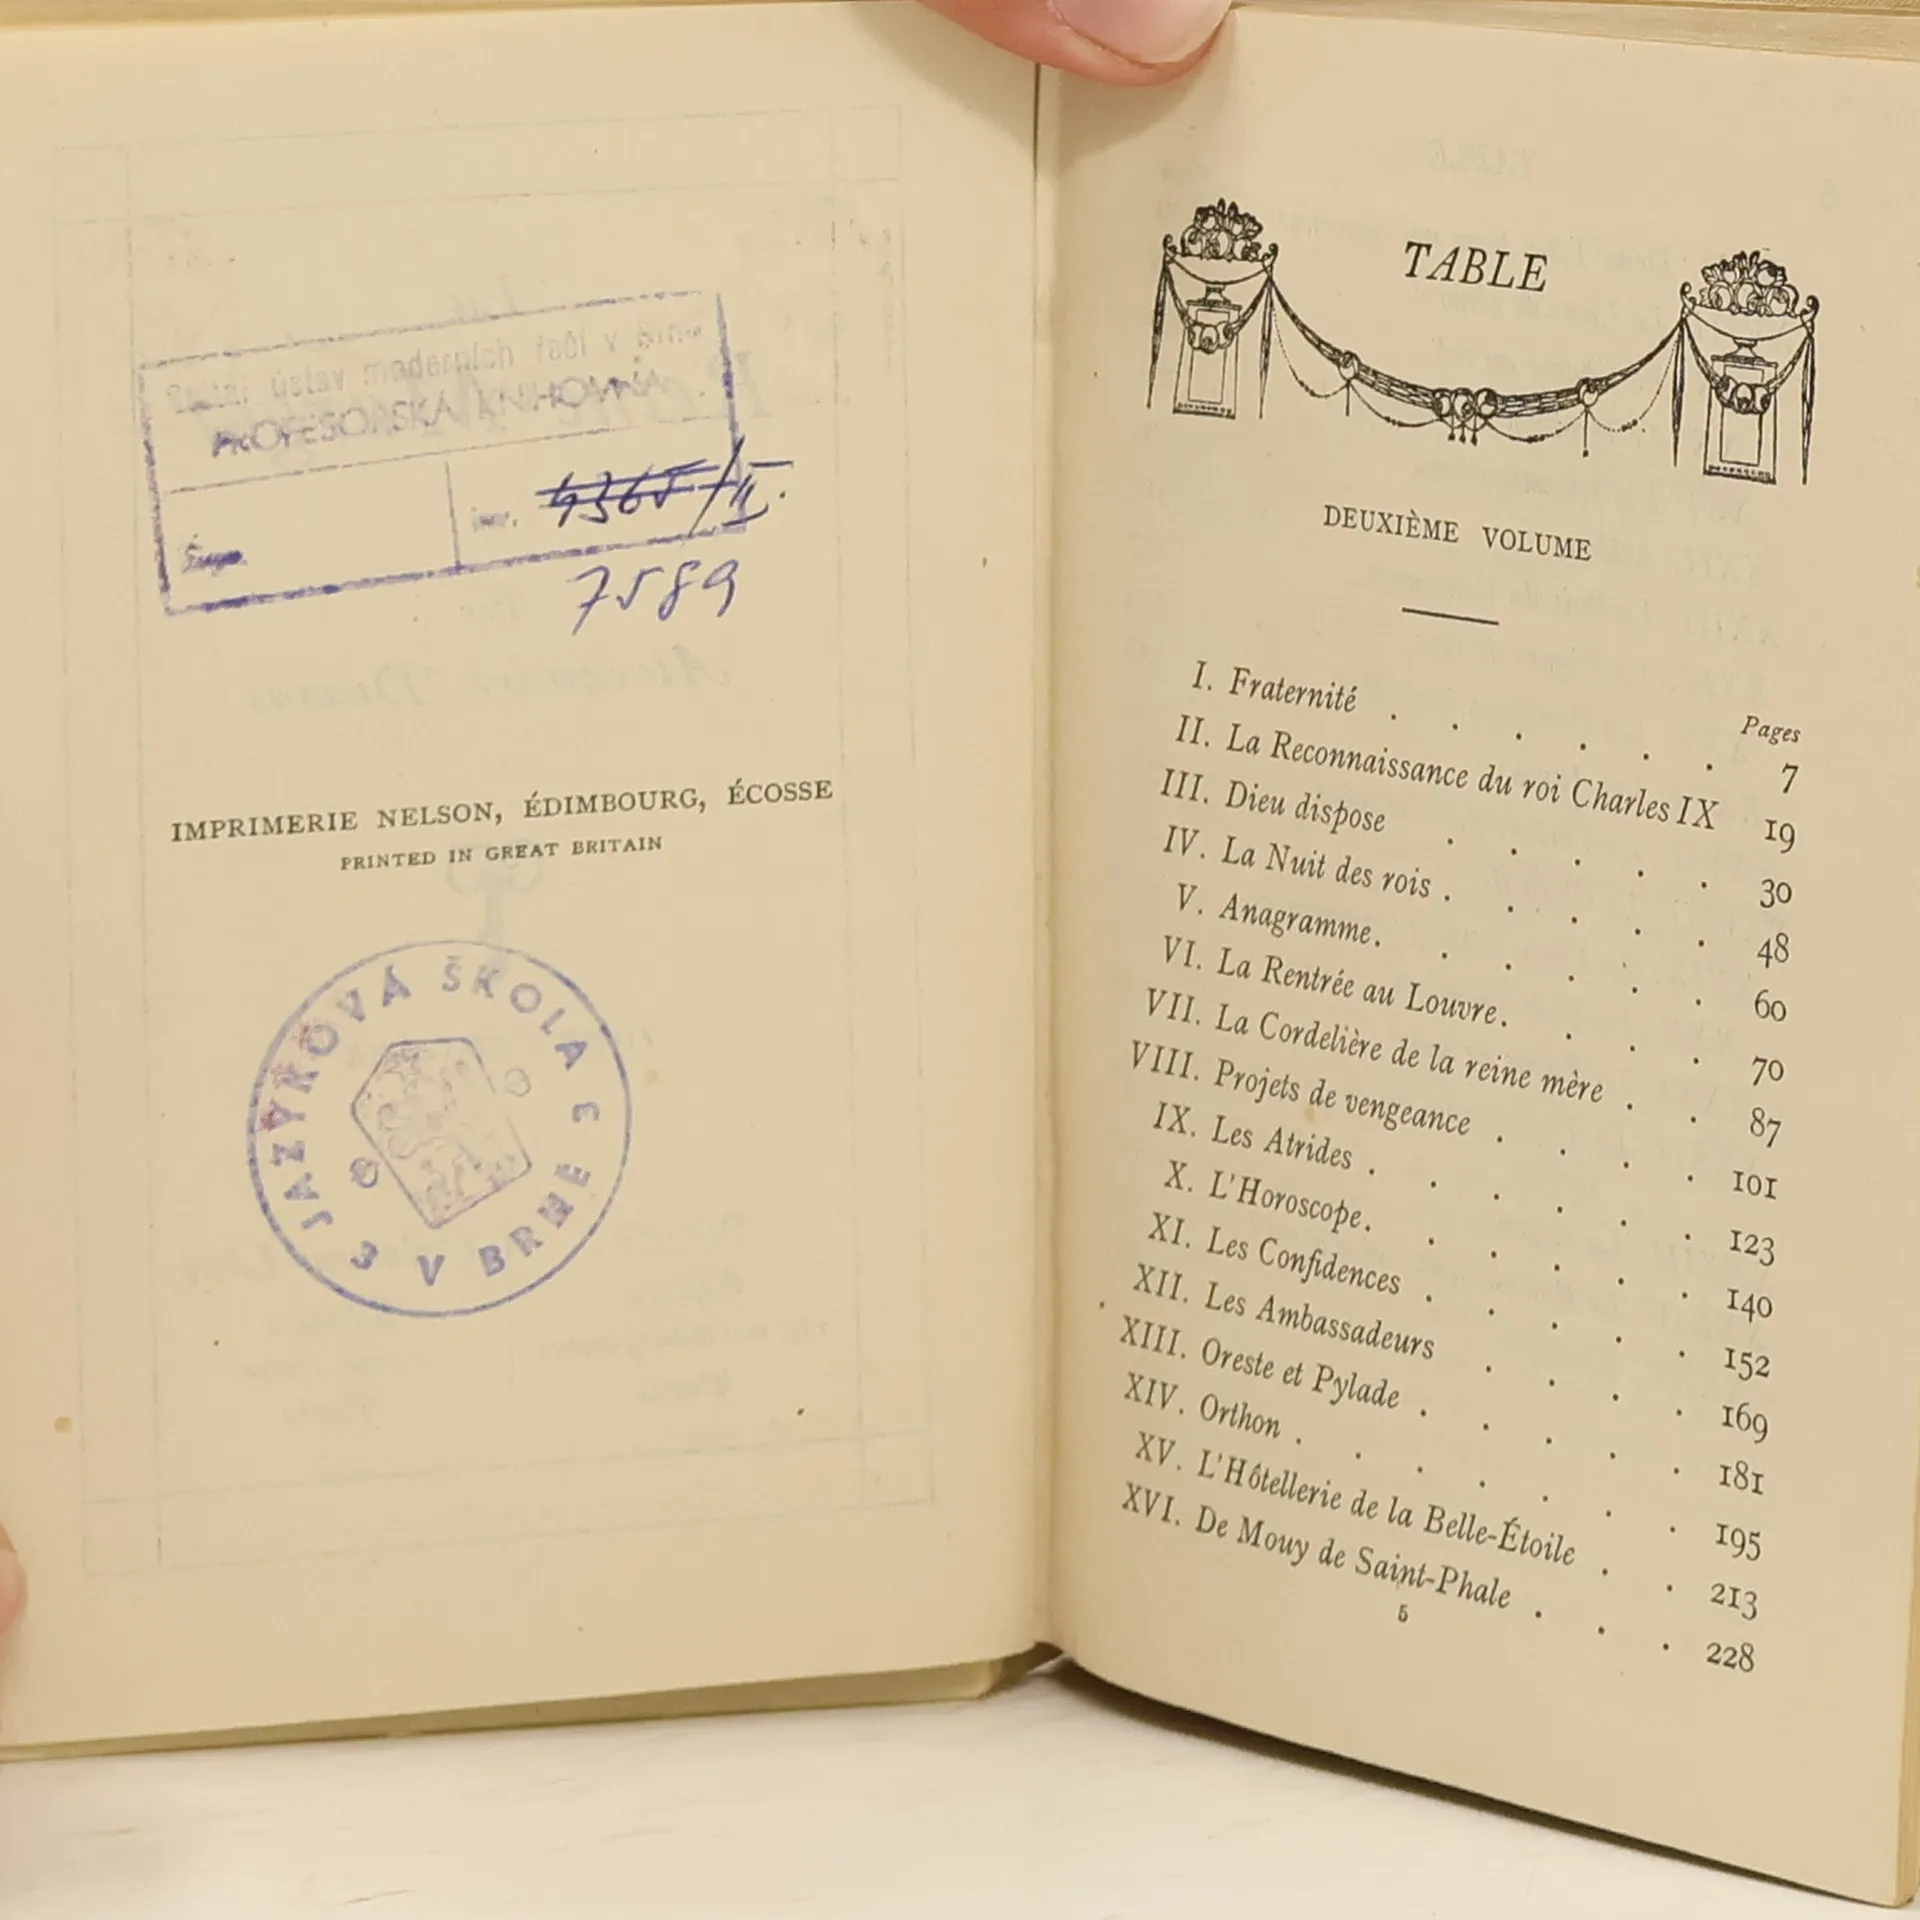 ústav moderních řečí v
PROFESORSKÁ KNIHOVNA
inv. 4365/II.
7589
IMPRIMERIE NELSON, ÉDIMBOURG, ÉCOSSE
PRINTED IN GREAT BRITAIN
JAZYKOVÁ ŠKOLA
V BRNĚ
TABLE
DEUXIÈME VOLUME
Pages
I. Fraternité . . . . . . 7
II. La Reconnaissance du roi Charles IX 19
III. Dieu dispose . . . . . 30
IV. La Nuit des rois . . . . . 48
V. Anagramme. . . . . . 60
VI. La Rentrée au Louvre. . . . 70
VII. La Cordelière de la reine mère . . 87
VIII. Projets de vengeance . . . . 101
IX. Les Atrides . . . . . . 123
X. L'Horoscope. . . . . . 140
XI. Les Confidences . . . . . 152
XII. Les Ambassadeurs . . . . 169
XIII. Oreste et Pylade . . . . . 181
XIV. Orthon . . . . . . . 195
XV. L'Hôtellerie de la Belle-Étoile . . 213
XVI. De Mouy de Saint-Phale . . . 228
5